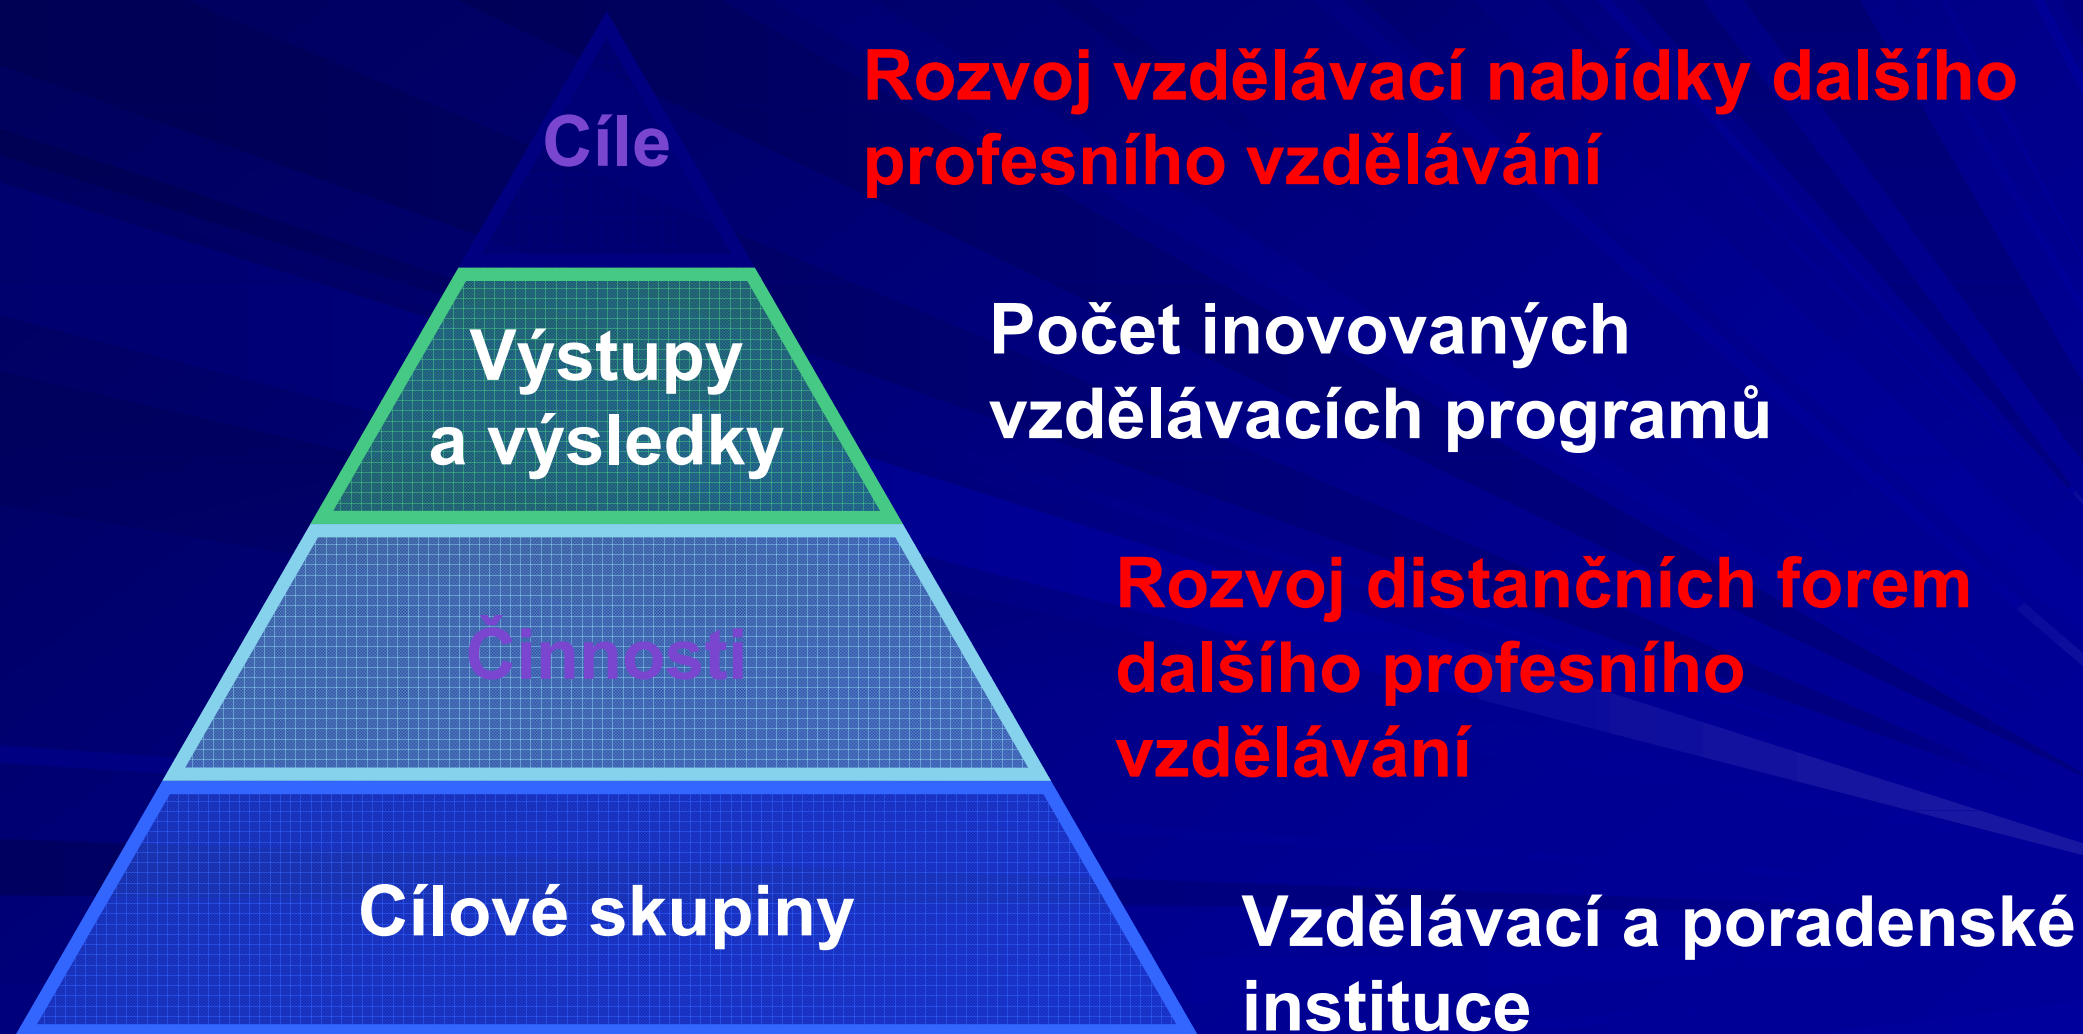 Cíle
Rozvoj vzdělávací nabídky dalšího
profesního vzdělávání
Výstupy
a výsledky
Počet inovovaných
vzdělávacích programů
Činnosti
Rozvoj distančních forem
dalšího profesního
vzdělávání
Cílové skupiny
Vzdělávací a poradenské
instituce